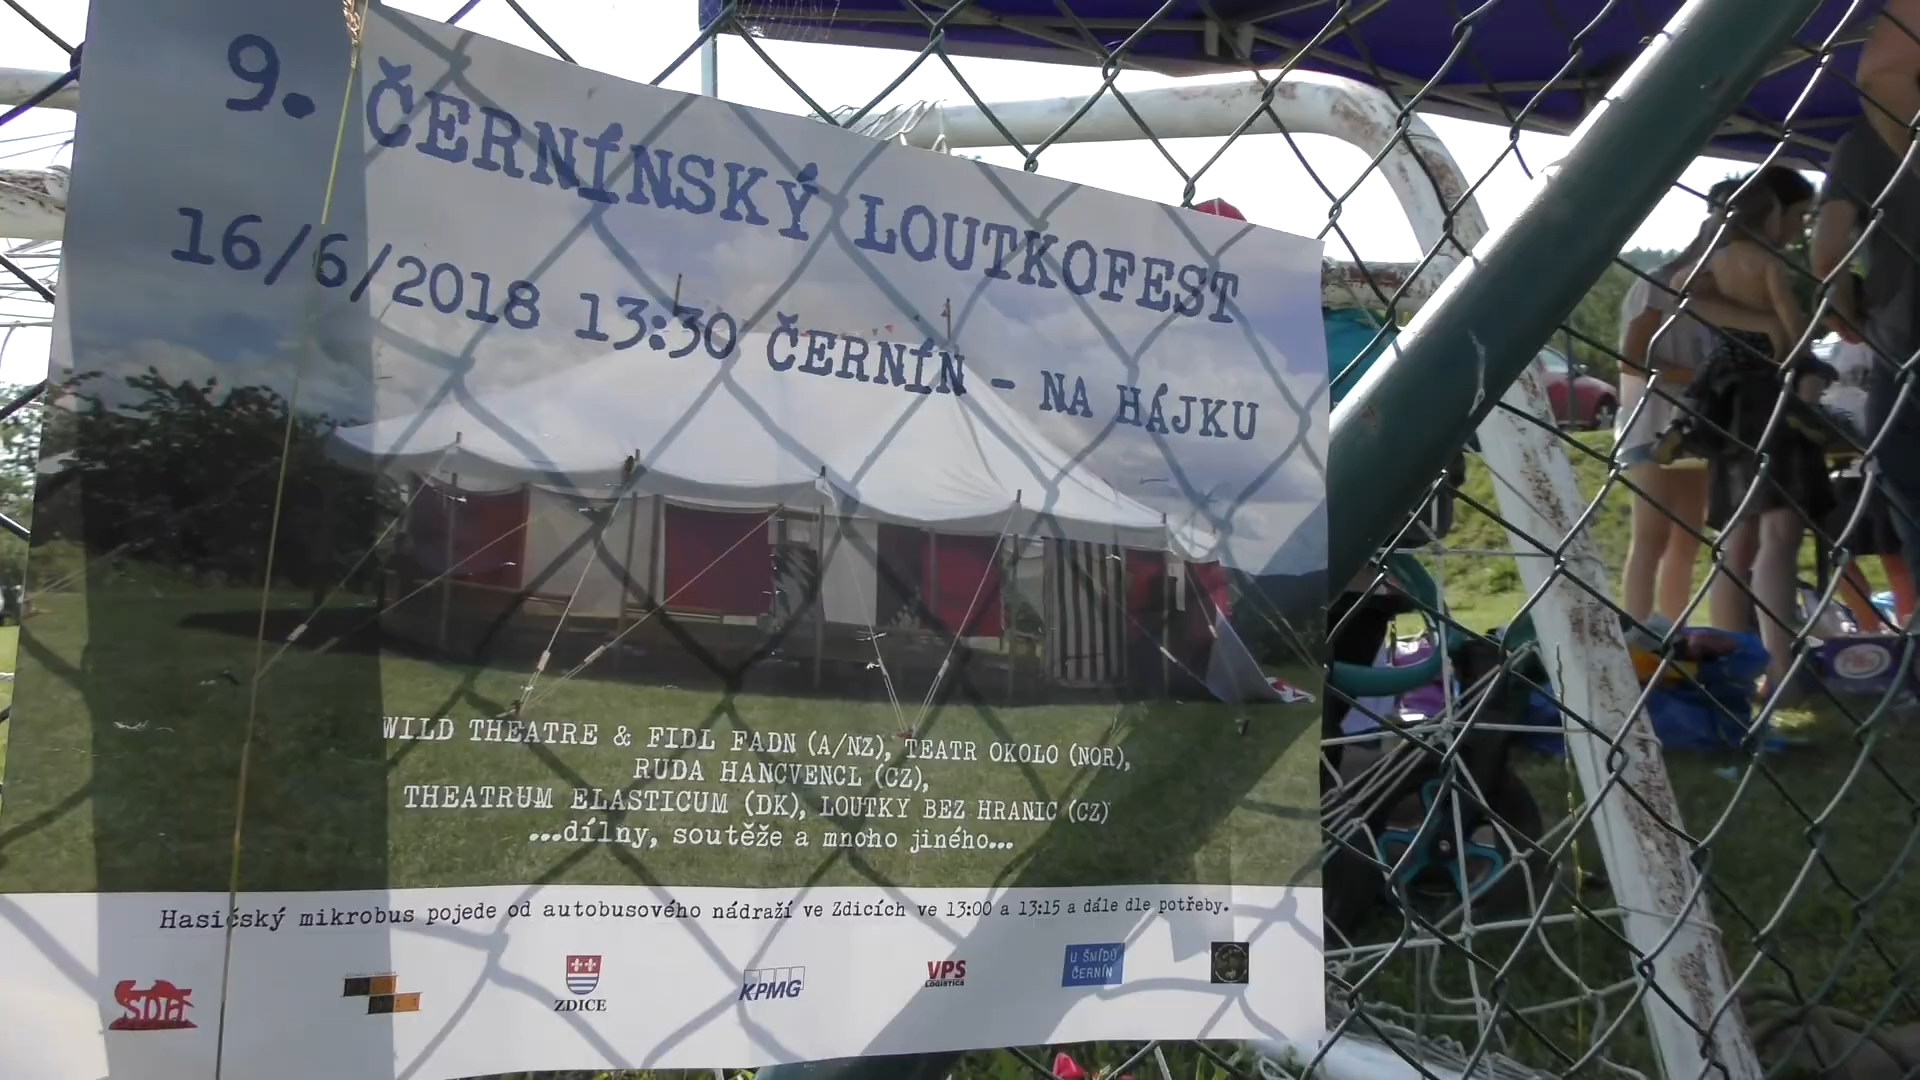 9. ČERNÍNSKÝ LOUTKOFEST
16/6/2018 13:30 ČERNÍN - NA HÁJKU
WILD THEATRE & FIDL FADN (A/NZ), TEATR OKOLO (NOR),
RUDA HANCVENCL (CZ),
THEATRUM ELASTICUM (DK), LOUTKY BEZ HRANIC (CZ)
...dílny, soutěže a mnoho jiného...
Hasičský mikrobus pojede od autobusového nádraží ve Zdicích ve 13:00 a 13:15 a dále dle potřeby.
SDH
ZDICE
KPMG
VPS
LOGISTICS
U ŠMÍDŮ
ČERNÍN